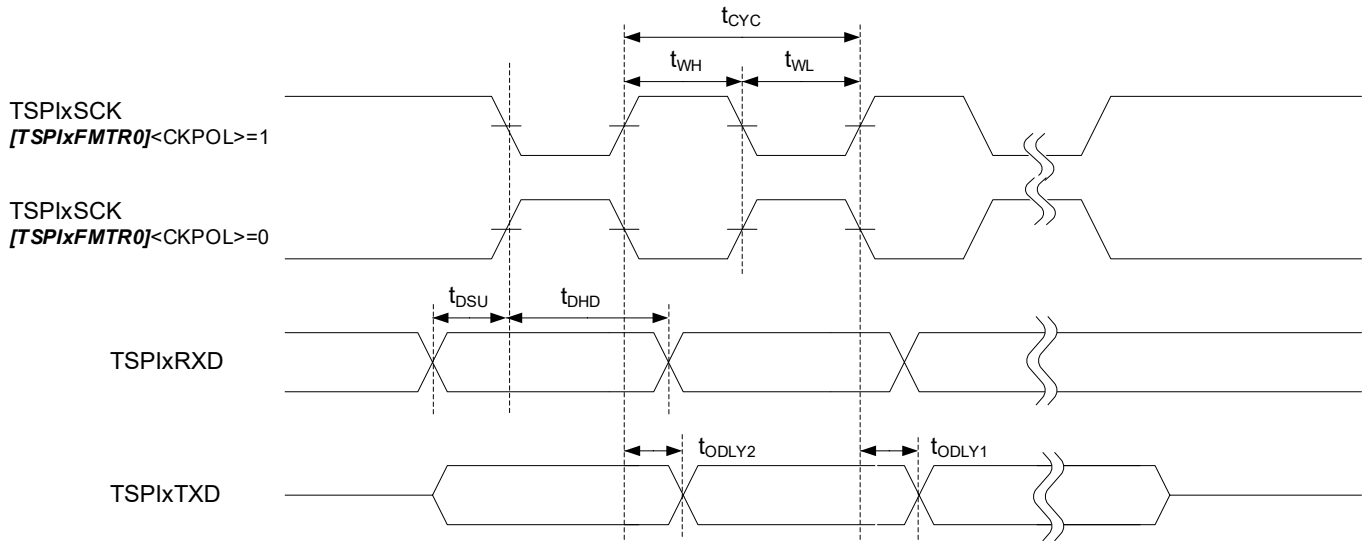 tCYC
tWH
tWL
TSPIxSCK
[TSPIxFMTR0]<CKPOL>=1
TSPIxSCK
[TSPIxFMTR0]<CKPOL>=0
tDSU
tDHD
TSPIxRXD
tODLY2
tODLY1
TSPIxTXD